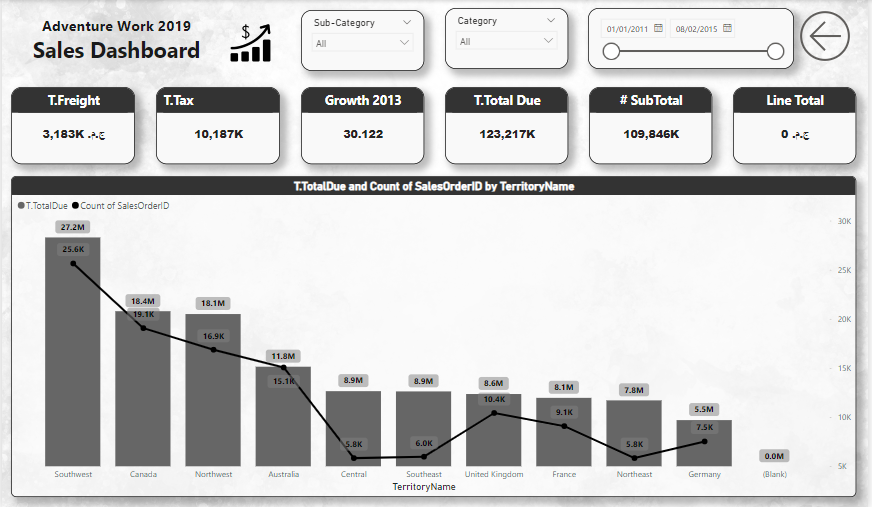 Adventure Work 2019
Sales Dashboard
$
Sub-Category
All
Category
All
01/01/2011
08/02/2015
T.Freight
3,183K ج.م.
T.Tax
10,187K
Growth 2013
30.122
T.Total Due
123,217K
# SubTotal
109,846K
Line Total
ج.م. 0
T.TotalDue and Count of SalesOrderID by TerritoryName
T.TotalDue Count of SalesOrderID
27.2M
25.6K
18.4M
19.1K
18.1M
16.9K
11.8M
15.1K
8.9M
5.8K
8.9M
6.0K
8.6M
10.4K
8.1M
9.1K
7.8M
5.8K
5.5M
7.5K
0.0M
30K
25K
20K
15K
10K
5K
Southwest
Canada
Northwest
Australia
Central
Southeast
United Kingdom
France
Northeast
Germany
(Blank)
TerritoryName